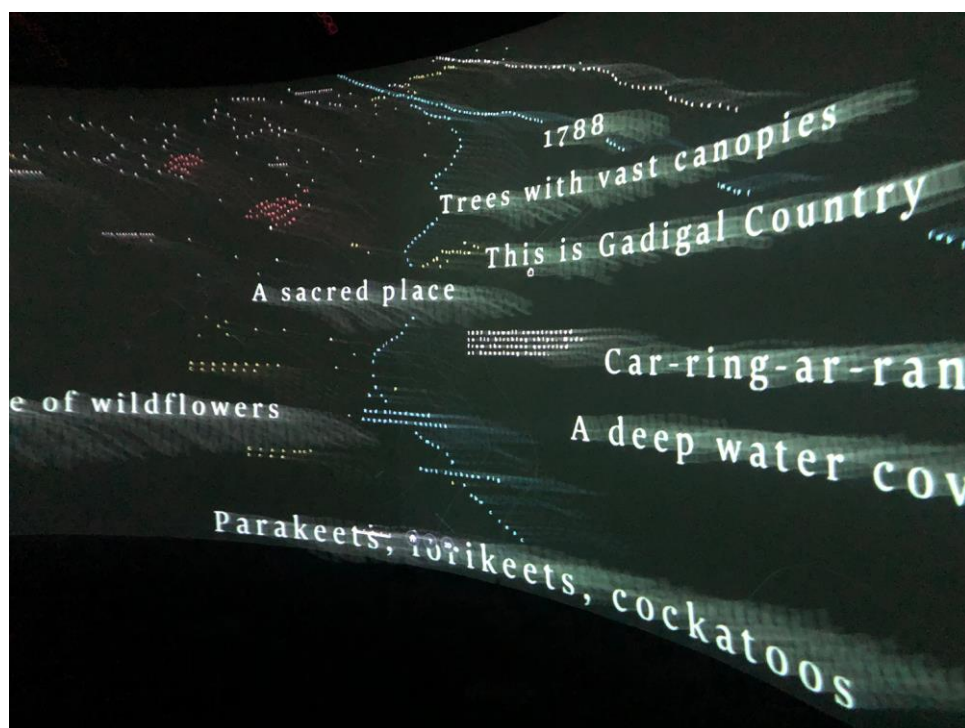 1788
Trees with vast canopies
This is Gadigal Country
A sacred place
Car-ring-ar-ran
e of wildflowers
A deep water cov
Parakeets, lorikeets, cockatoos